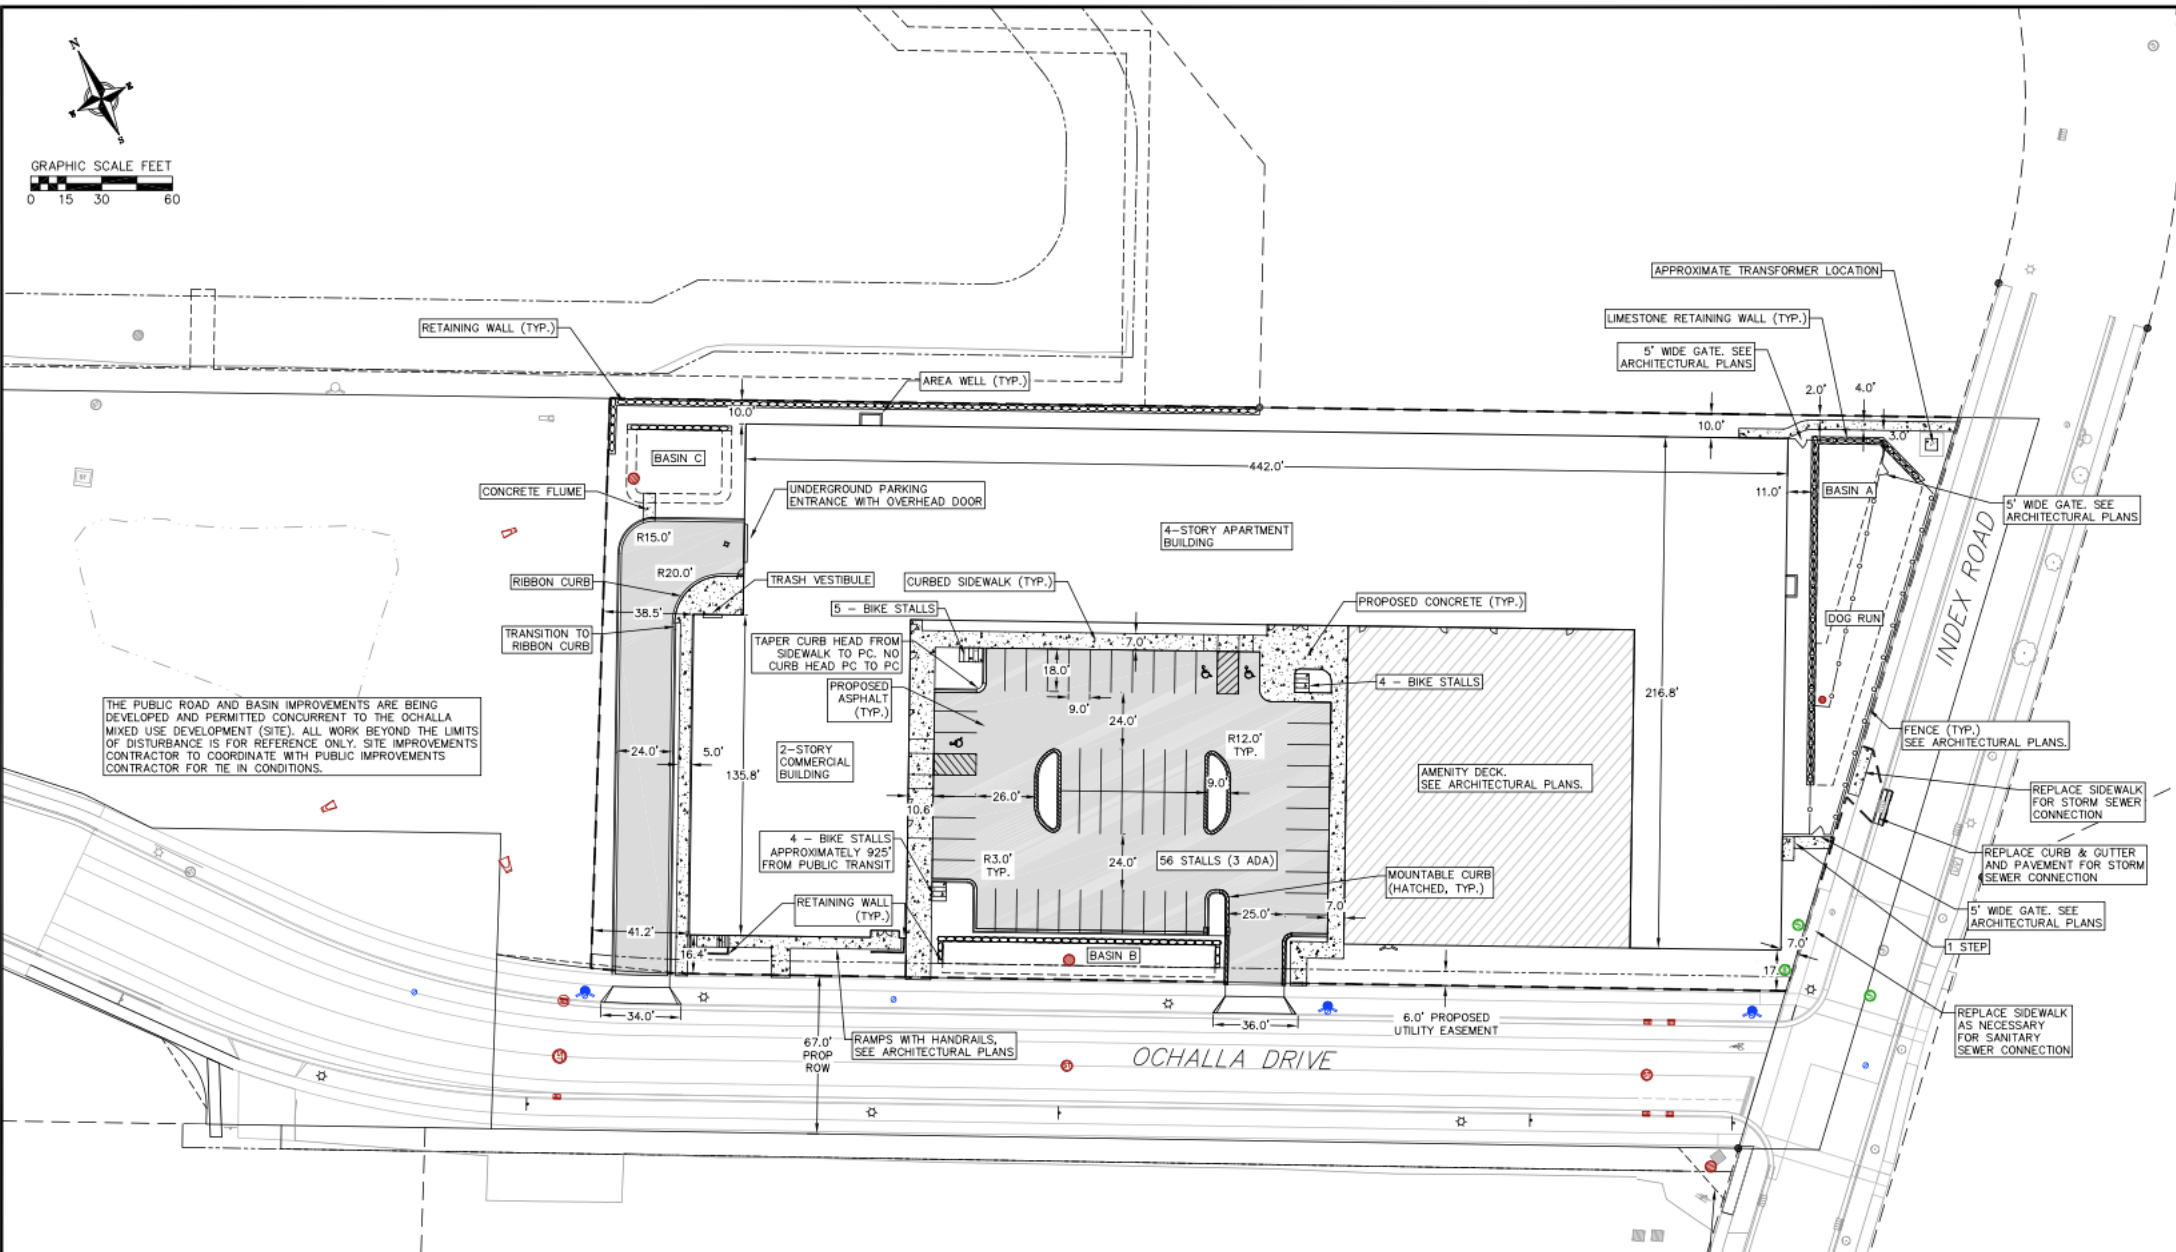 N
GRAPHIC SCALE FEET
0 15 30 60
APPROXIMATE TRANSFORMER LOCATION
RETAINING WALL (TYP.)
LIMESTONE RETAINING WALL (TYP.)
5' WIDE GATE. SEE
ARCHITECTURAL PLANS
AREA WELL (TYP.)
2.0'
4.0'
10.0'
10.0'
3.0'
BASIN C
442.0'
CONCRETE FLUME
UNDERGROUND PARKING
ENTRANCE WITH OVERHEAD DOOR
11.0'
BASIN A
5' WIDE GATE. SEE
ARCHITECTURAL PLANS
R15.0'
4-STORY APARTMENT
BUILDING
INDEX ROAD
R20.0'
RIBBON CURB
TRASH VESTIBULE
CURBED SIDEWALK (TYP.)
38.5'
5 - BIKE STALLS
PROPOSED CONCRETE (TYP.)
DOG RUN
TRANSITION TO
RIBBON CURB
TAPER CURB HEAD FROM
SIDEWALK TO PC. NO
CURB HEAD PC TO PC
7.0'
18.0'
4 - BIKE STALLS
216.8'
PROPOSED
ASPHALT
(TYP.)
9.0'
24.0'
THE PUBLIC ROAD AND BASIN IMPROVEMENTS ARE BEING
DEVELOPED AND PERMITTED CONCURRENT TO THE OCHALLA
MIXED USE DEVELOPMENT (SITE). ALL WORK BEYOND THE LIMITS
OF DISTURBANCE IS FOR REFERENCE ONLY. SITE IMPROVEMENTS
CONTRACTOR TO COORDINATE WITH PUBLIC IMPROVEMENTS
CONTRACTOR FOR TIE IN CONDITIONS.
24.0'
5.0'
135.8'
2-STORY
COMMERCIAL
BUILDING
R12.0'
TYP.
FENCE (TYP.)
SEE ARCHITECTURAL PLANS.
AMENITY DECK.
SEE ARCHITECTURAL PLANS.
9.0'
26.0'
10.6'
REPLACE SIDEWALK
FOR STORM SEWER
CONNECTION
4 - BIKE STALLS
APPROXIMATELY 925'
FROM PUBLIC TRANSIT
R3.0'
TYP.
24.0'
56 STALLS (3 ADA)
REPLACE CURB & GUTTER
AND PAVEMENT FOR STORM
SEWER CONNECTION
MOUNTABLE CURB
(HATCHED, TYP.)
RETAINING WALL
(TYP.)
25.0'
7.0'
5' WIDE GATE. SEE
ARCHITECTURAL PLANS
41.2'
16.4'
BASIN B
7.0'
1 STEP
17.
34.0'
36.0'
6.0' PROPOSED
UTILITY EASEMENT
67.0'
PROP
ROW
RAMPS WITH HANDRAILS,
SEE ARCHITECTURAL PLANS
OCHALLA DRIVE
REPLACE SIDEWALK
AS NECESSARY
FOR SANITARY
SEWER CONNECTION